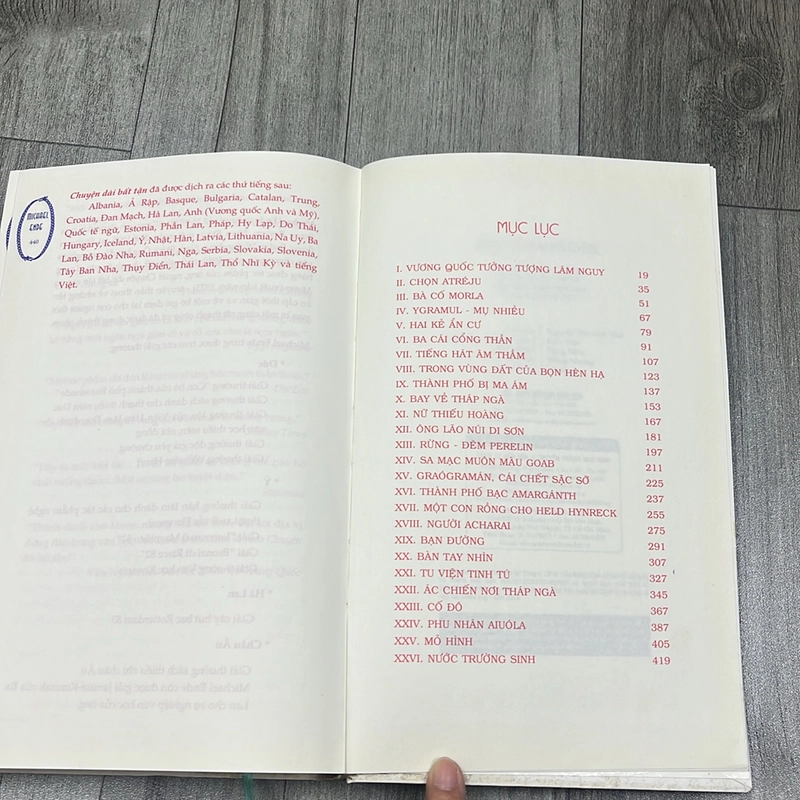 MICHAEL
ENDE
440
Chuyện dài bất tận đã được dịch ra các thứ tiếng sau:
Albania, Ả Rập, Basque, Bulgaria, Catalan, Trung,
Croatia, Đan Mạch, Hà Lan, Anh (Vương quốc Anh và Mỹ),
Quốc tế ngữ, Estonia, Phần Lan, Pháp, Hy Lạp, Do Thái,
Hungary, Iceland, Ý, Nhật, Hàn, Latvia, Lithuania, Na Uy, Ba
Lan, Bồ Đào Nha, Rumani, Nga, Serbia, Slovakia, Slovenia,
Tây Ban Nha, Thụy Điển, Thái Lan, Thổ Nhĩ Kỳ và tiếng
Việt.
MỤC LỤC
I. VƯƠNG QUỐC TƯỞNG TƯỢNG LÂM NGUY 19
II. CHỌN ATRÉJU 35
III. BÀ CỐ MORLA 51
IV. YGRAMUL - MỤ NHIỀU 67
V. HAI KẺ ẨN CƯ 79
VI. BA CÁI CỔNG THẦN 91
VII. TIẾNG HÁT ÂM THẦM 107
VIII. TRONG VÙNG ĐẤT CỦA BỌN HÈN HẠ 123
IX. THÀNH PHỐ BỊ MA ÁM 137
X. BAY VỀ THÁP NGÀ 153
XI. NỮ THIẾU HOÀNG 167
XII. ÔNG LÃO NÚI DI SƠN 181
XIII. RỪNG - ĐÊM PERELIN 197
XIV. SA MẠC MUÔN MÀU GOAB 211
XV. GRAÓGRAMÁN, CÁI CHẾT SẶC SỠ 225
XVI. THÀNH PHỐ BẠC AMARGÁNTH 237
XVII. MỘT CON RỒNG CHO HELD HYNRECK 255
XVIII. NGƯỜI ACHARAI 275
XIX. BẠN ĐƯỜNG 291
XX. BÀN TAY NHÌN 307
XXI. TU VIỆN TINH TÚ 327
XXII. ÁC CHIẾN NƠI THÁP NGÀ 345
XXIII. CỐ ĐÔ 367
XXIV. PHU NHÂN AIUÓLA 387
XXV. MỎ HÌNH 405
XXVI. NƯỚC TRƯỜNG SINH 419